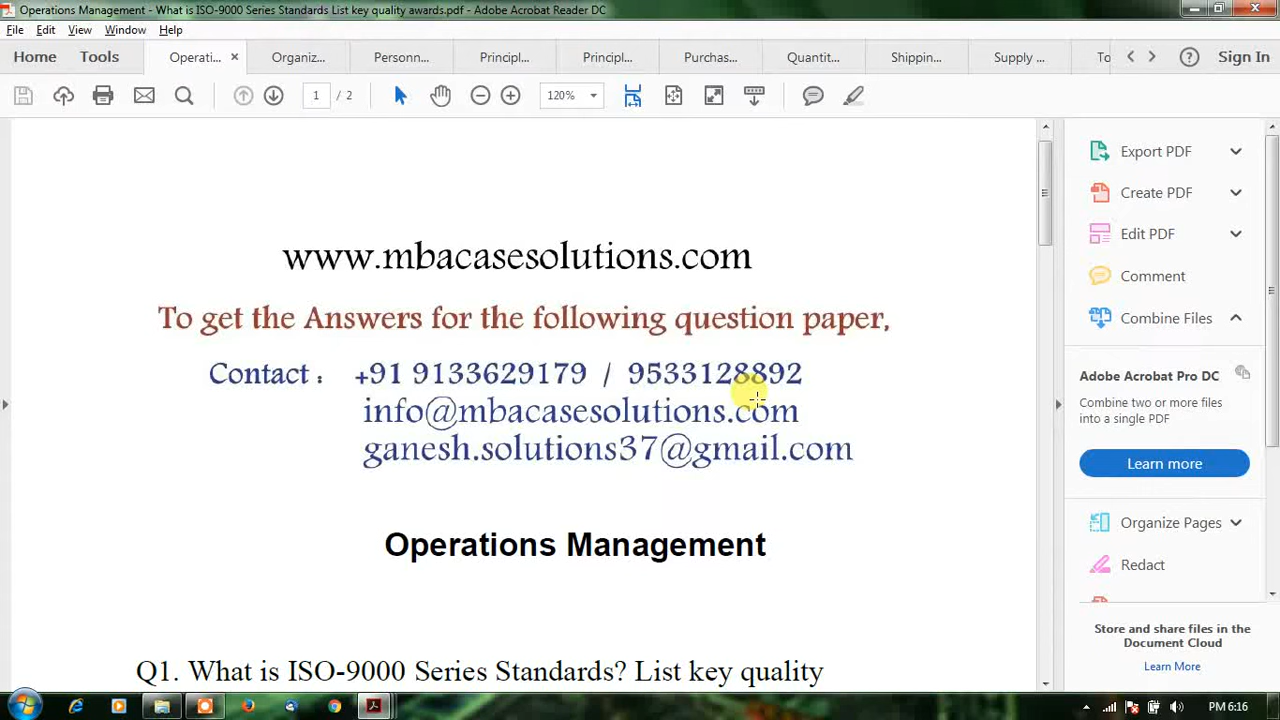 Operations Management - What is ISO-9000 Series Standards List key quality awards.pdf - Adobe Acrobat Reader DC
File Edit View Window Help
Home Tools Operati... Organiz... Personn... Principl... Principl... Purchas... Quantit... Shippin... Supply ... To Sign In
1 / 2 120%
www.mbacasesolutions.com
To get the Answers for the following question paper,
Contact : +91 9133629179 / 9533128892
info@mbacasesolutions.com
ganesh.solutions37@gmail.com
Operations Management
Q1. What is ISO-9000 Series Standards? List key quality
Export PDF
Create PDF
Edit PDF
Comment
Combine Files
Adobe Acrobat Pro DC
Combine two or more files
into a single PDF
Learn more
Organize Pages
Redact
Store and share files in the
Document Cloud
Learn More
PM 6:16